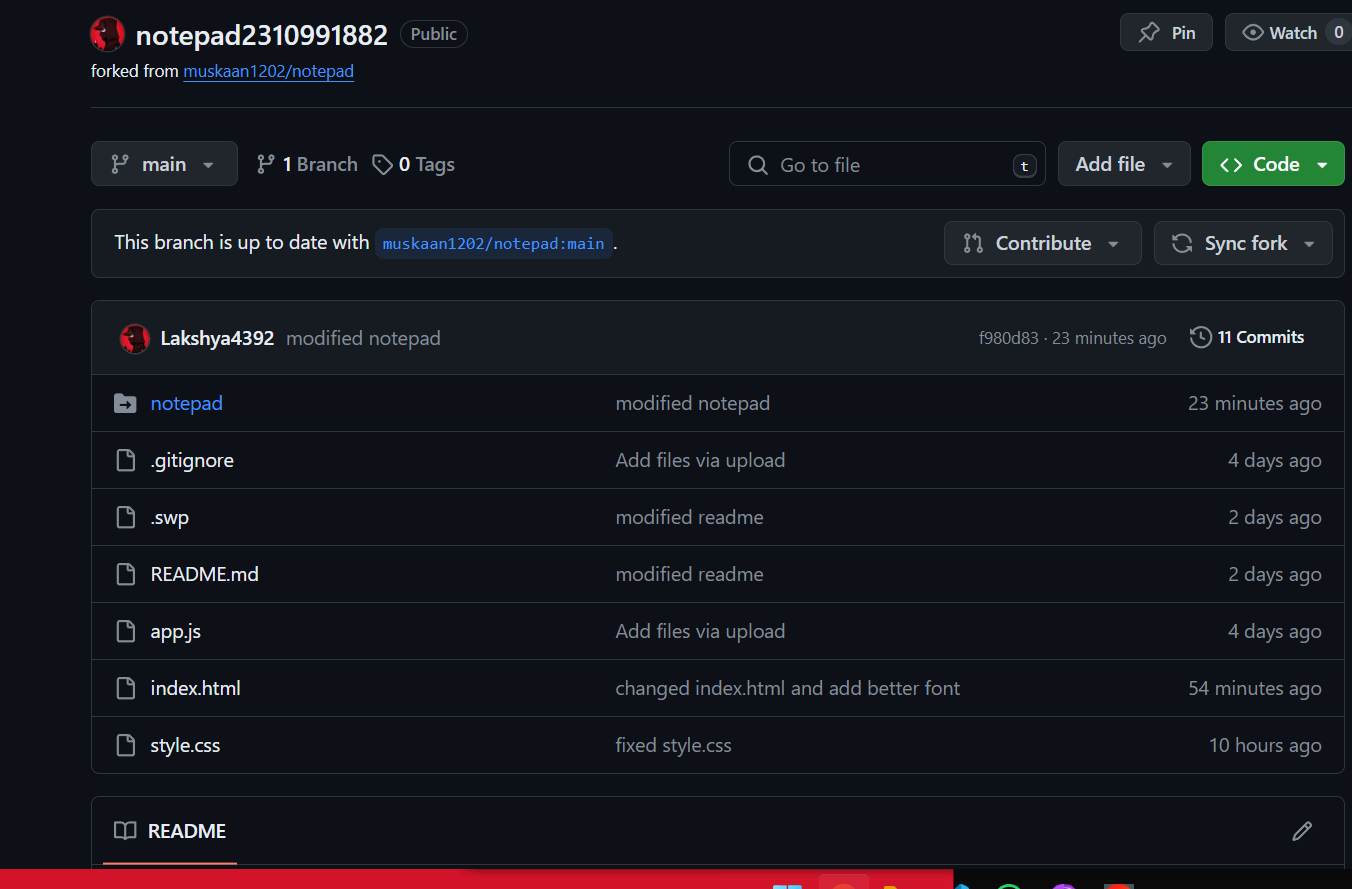 notepad2310991882 Public Pin Watch 0
forked from muskaan1202/notepad
main 1 Branch 0 Tags Go to file t Add file Code
This branch is up to date with muskaan1202/notepad:main . Contribute Sync fork
Lakshya4392 modified notepad f980d83 · 23 minutes ago 11 Commits
notepad modified notepad 23 minutes ago
.gitignore Add files via upload 4 days ago
.swp modified readme 2 days ago
README.md modified readme 2 days ago
app.js Add files via upload 4 days ago
index.html changed index.html and add better font 54 minutes ago
style.css fixed style.css 10 hours ago
README